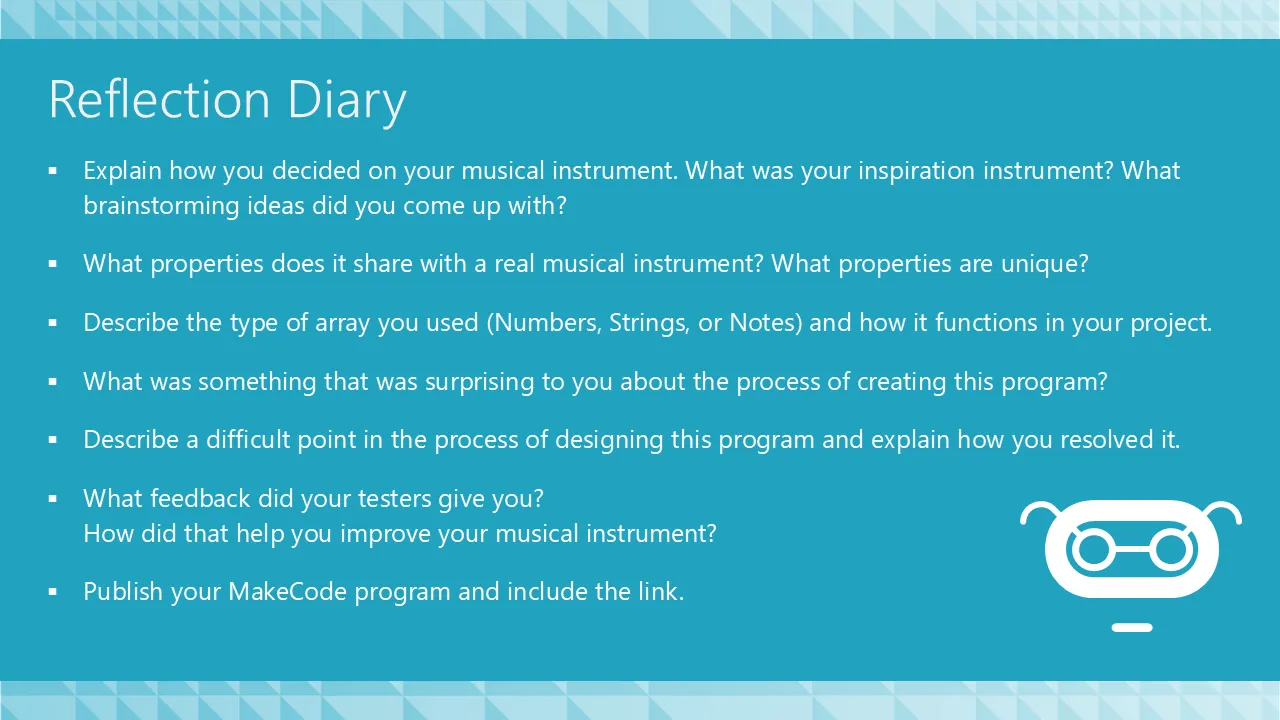 Reflection Diary
▪ Explain how you decided on your musical instrument. What was your inspiration instrument? What
brainstorming ideas did you come up with?
▪ What properties does it share with a real musical instrument? What properties are unique?
▪ Describe the type of array you used (Numbers, Strings, or Notes) and how it functions in your project.
▪ What was something that was surprising to you about the process of creating this program?
▪ Describe a difficult point in the process of designing this program and explain how you resolved it.
▪ What feedback did your testers give you?
How did that help you improve your musical instrument?
▪ Publish your MakeCode program and include the link.